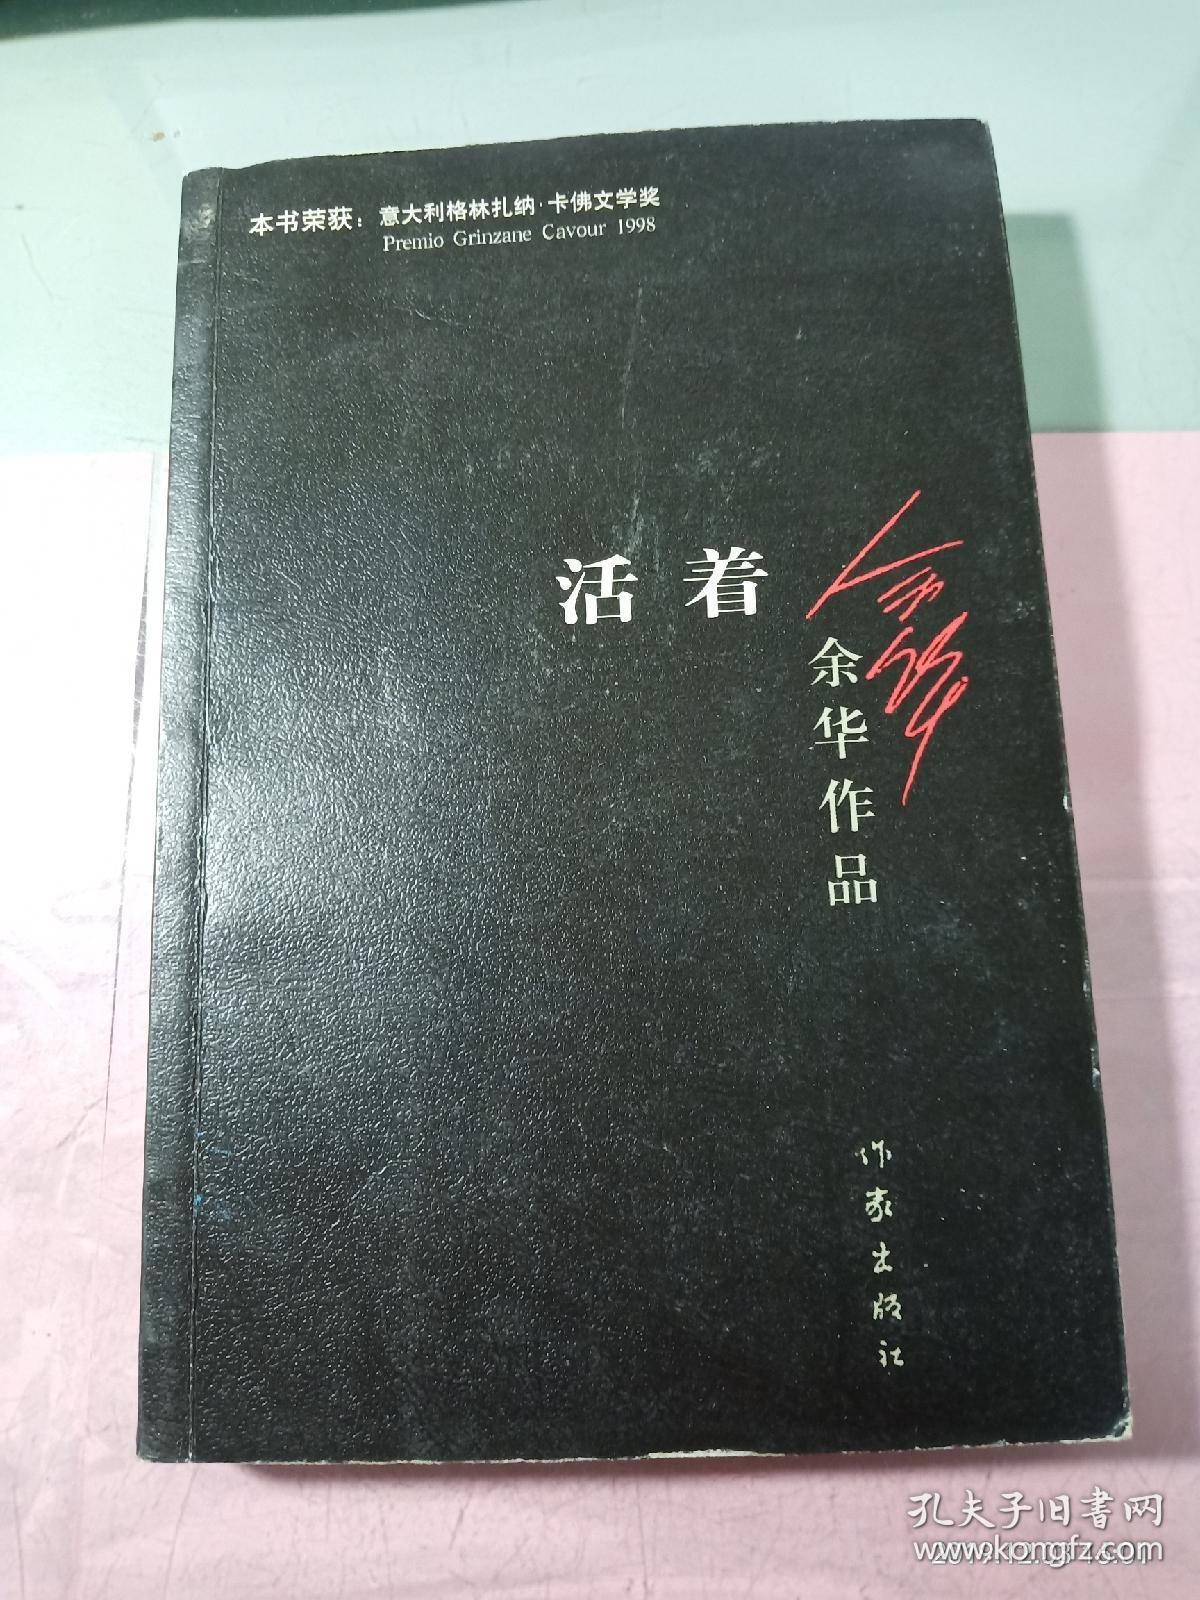 本书荣获：意大利格林扎纳·卡佛文学奖
Premio Grinzane Cavour 1998
活着
余华
余华作品
作家出版社
孔夫子旧书网
www.kongfz.com